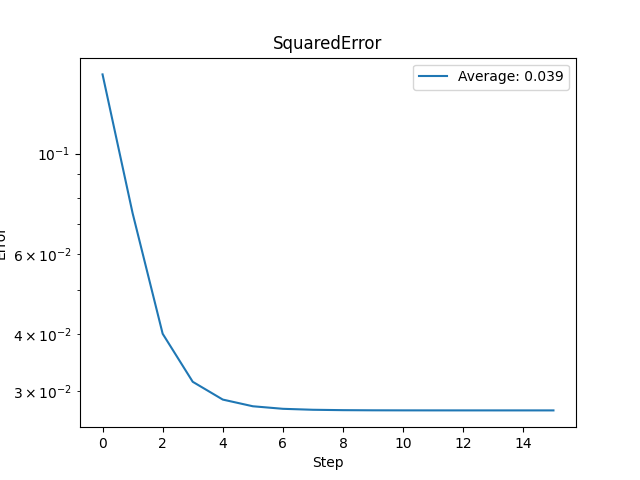 SquaredError
Average: 0.039
10⁻¹
6 × 10⁻²
4 × 10⁻²
3 × 10⁻²
Error
0 2 4 6 8 10 12 14
Step